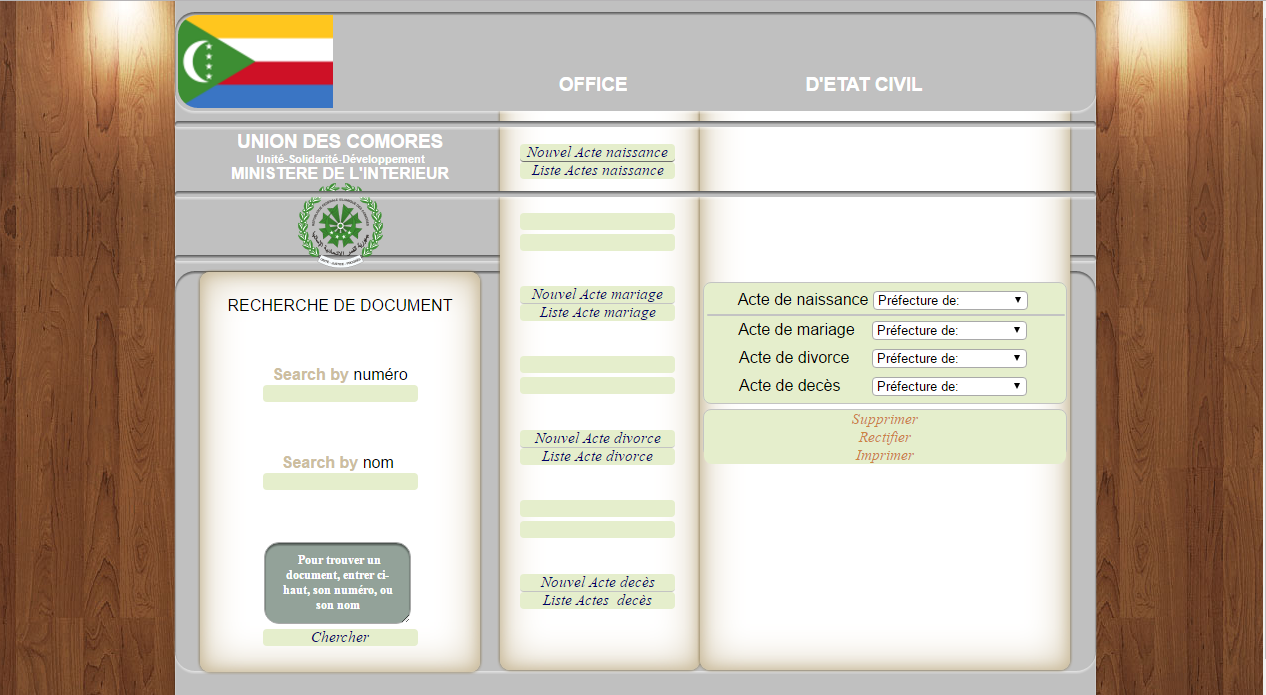 OFFICE D'ETAT CIVIL
UNION DES COMORES
Unité-Solidarité-Développement
MINISTERE DE L'INTERIEUR
RECHERCHE DE DOCUMENT
Search by numéro
Search by nom
Pour trouver un
document, entrer ci-
haut, son numéro, ou
son nom
Chercher
Nouvel Acte naissance
Liste Actes naissance
Nouvel Acte mariage
Liste Acte mariage
Nouvel Acte divorce
Liste Acte divorce
Nouvel Acte decès
Liste Actes decès
Acte de naissance Préfecture de:
Acte de mariage Préfecture de:
Acte de divorce Préfecture de:
Acte de decès Préfecture de:
Supprimer
Rectifier
Imprimer